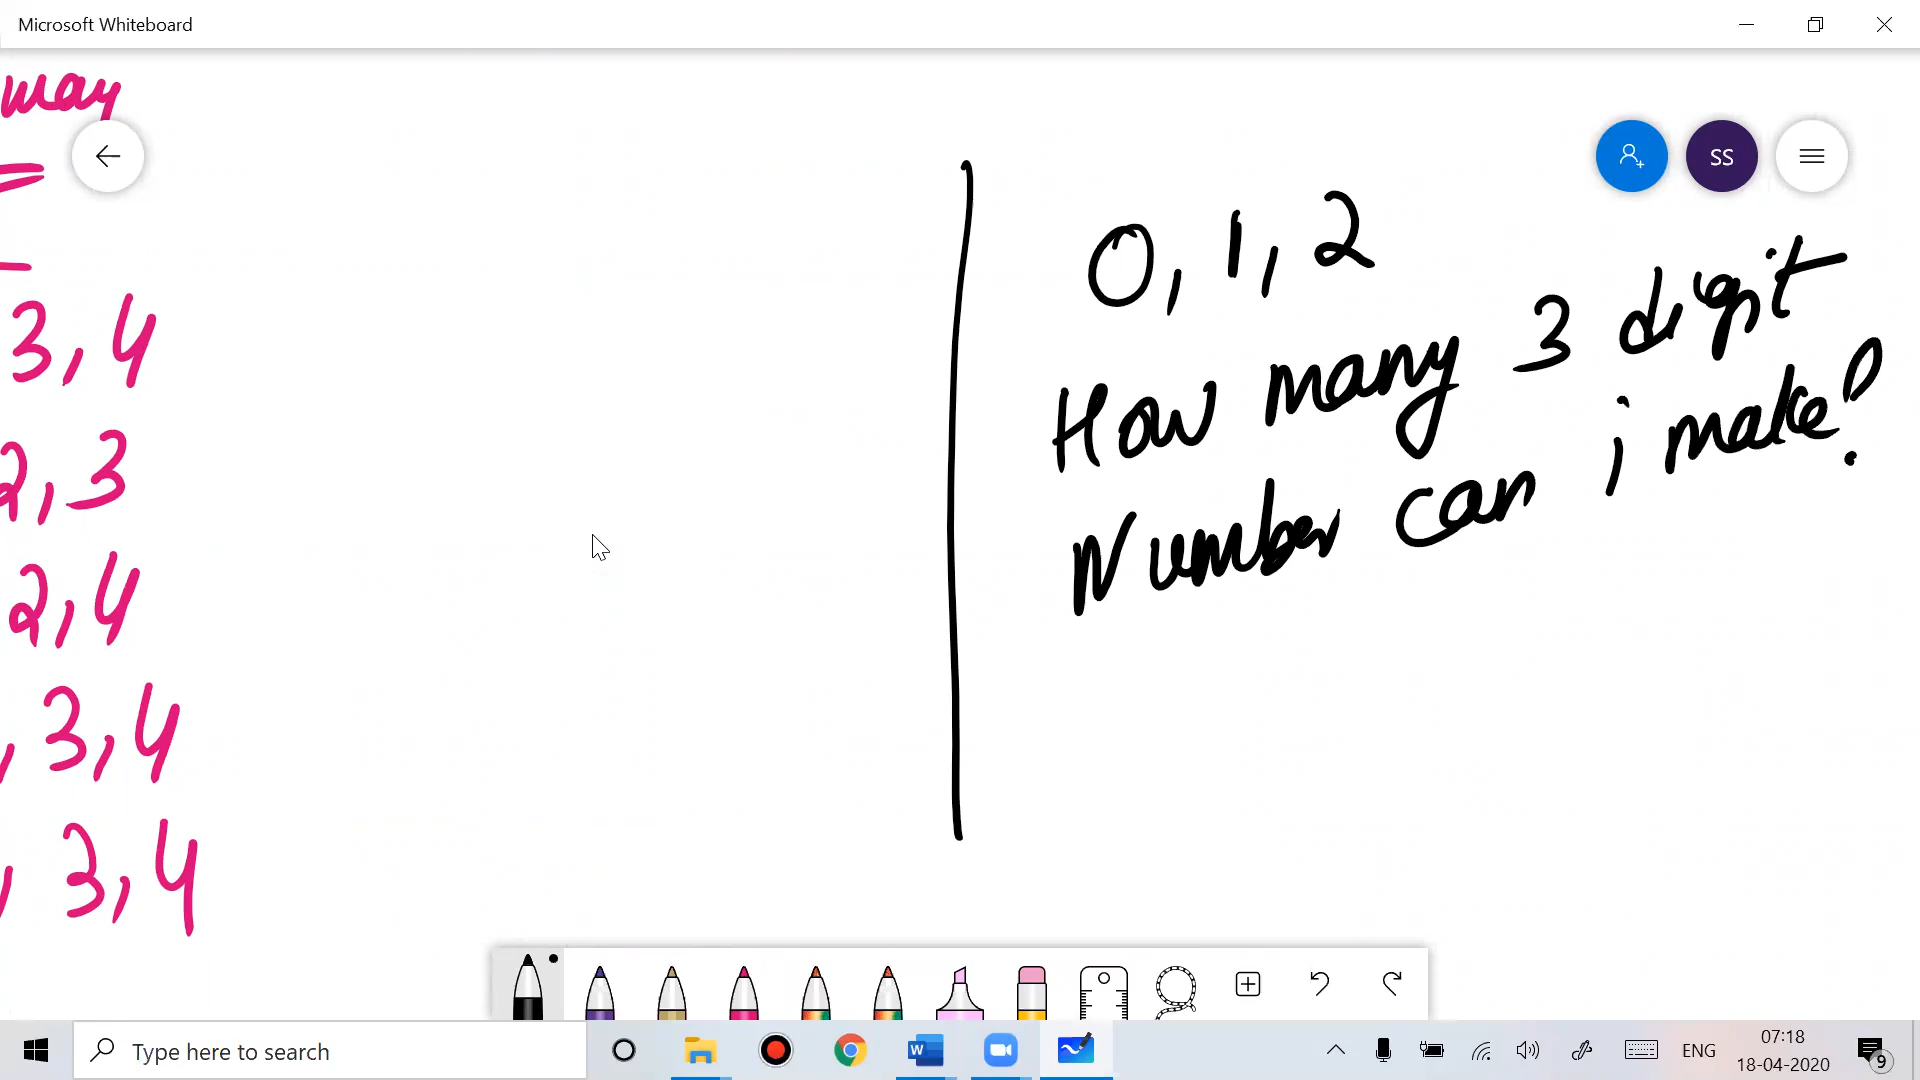 Microsoft Whiteboard
may
SS
3, 4
2, 3
2, 4
, 3, 4
, 3, 4
0, 1, 2
How many 3 digit
Number can i make?
Type here to search
ENG
07:18
18-04-2020
9